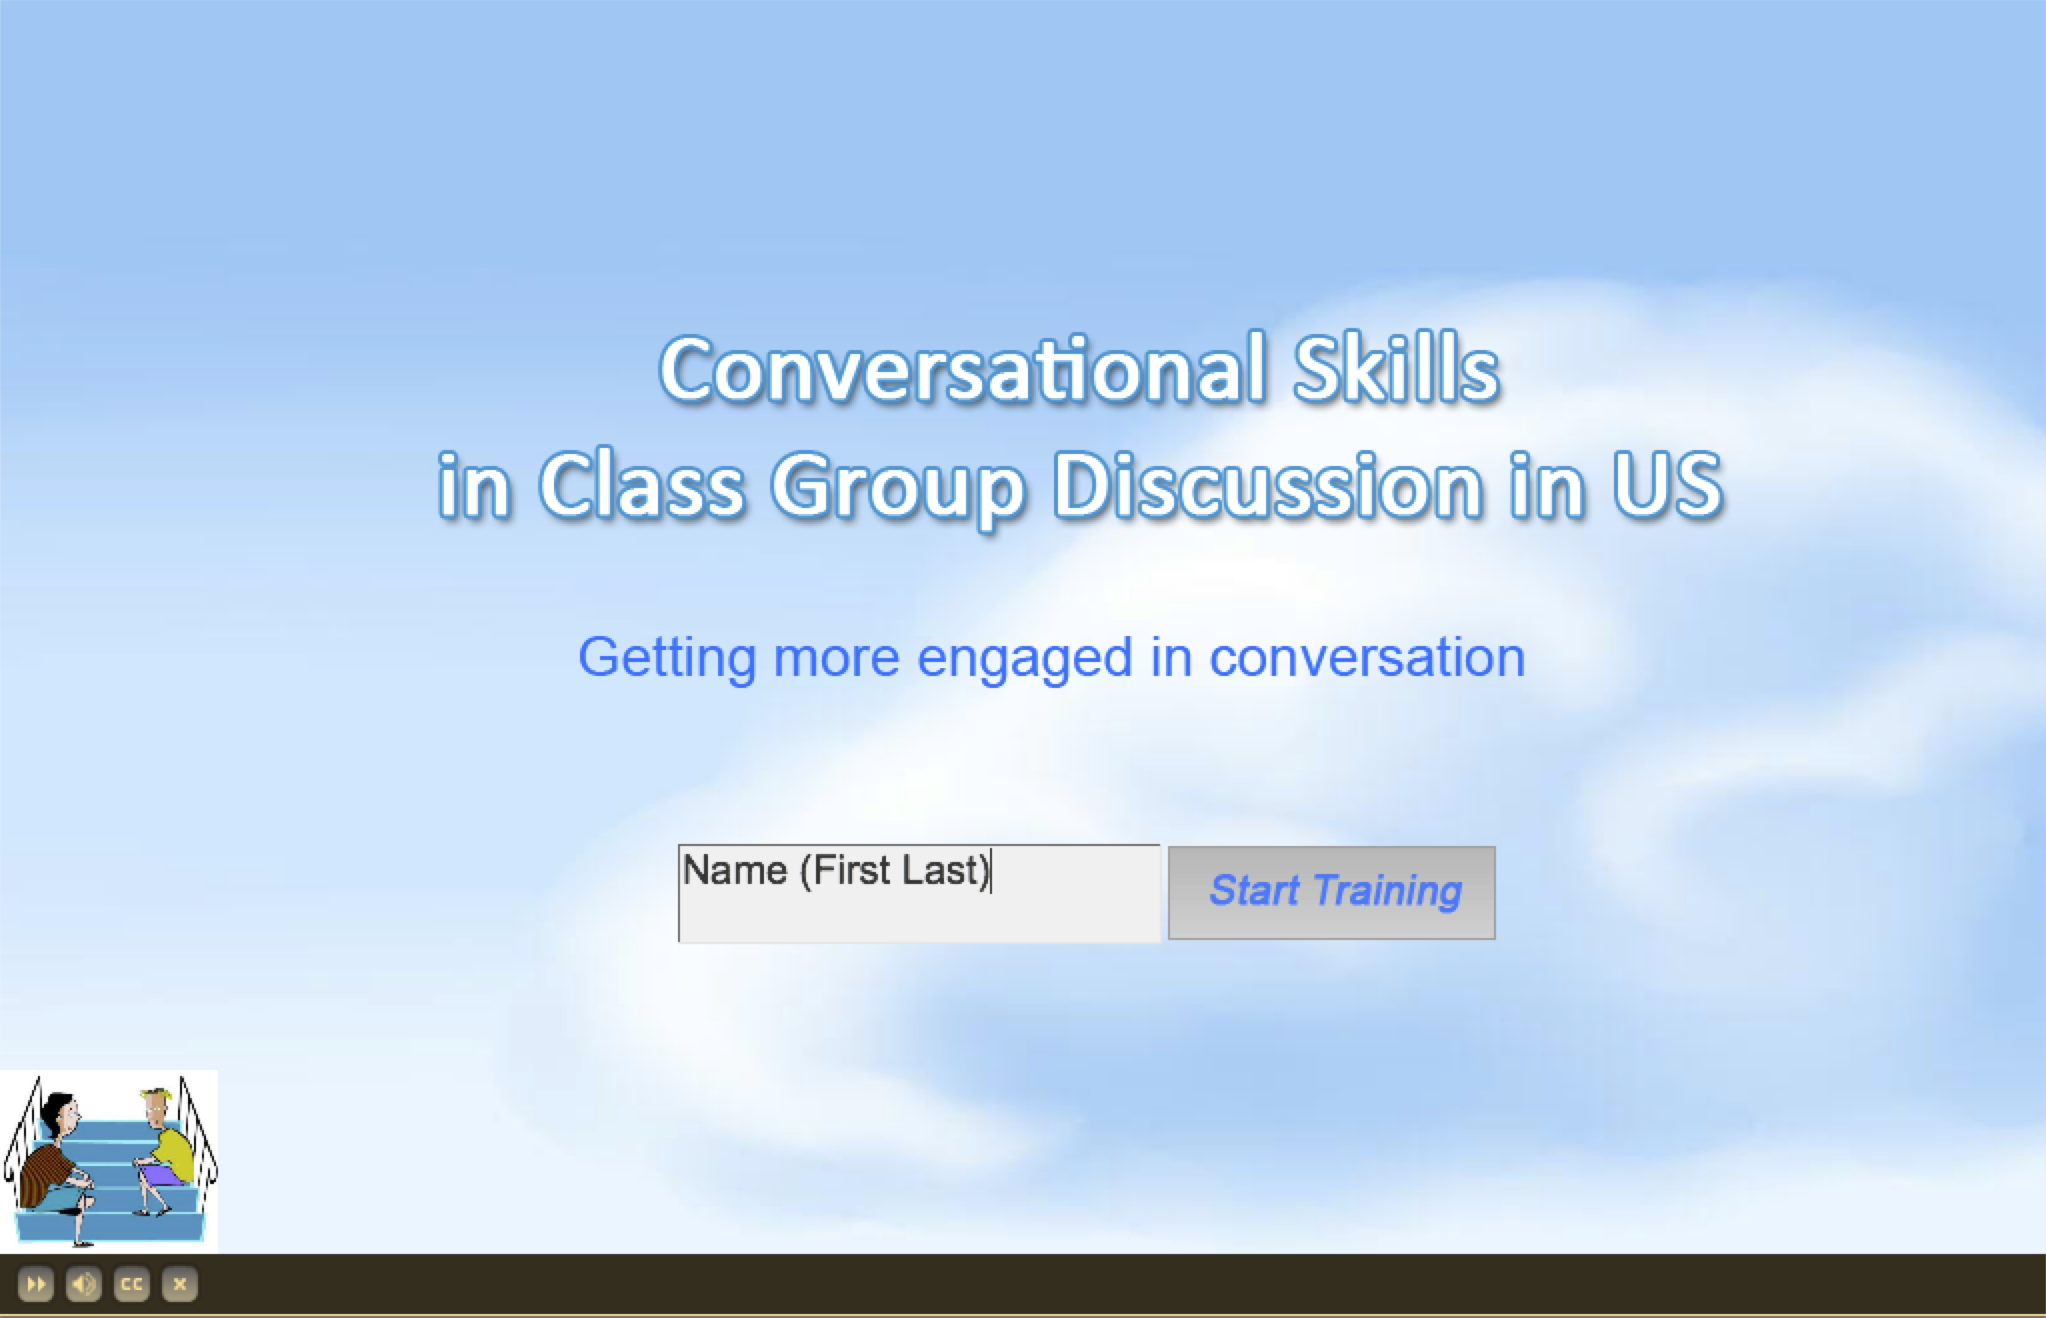 Conversational Skills
in Class Group Discussion in US
Getting more engaged in conversation
Name (First Last)
Start Training
CC